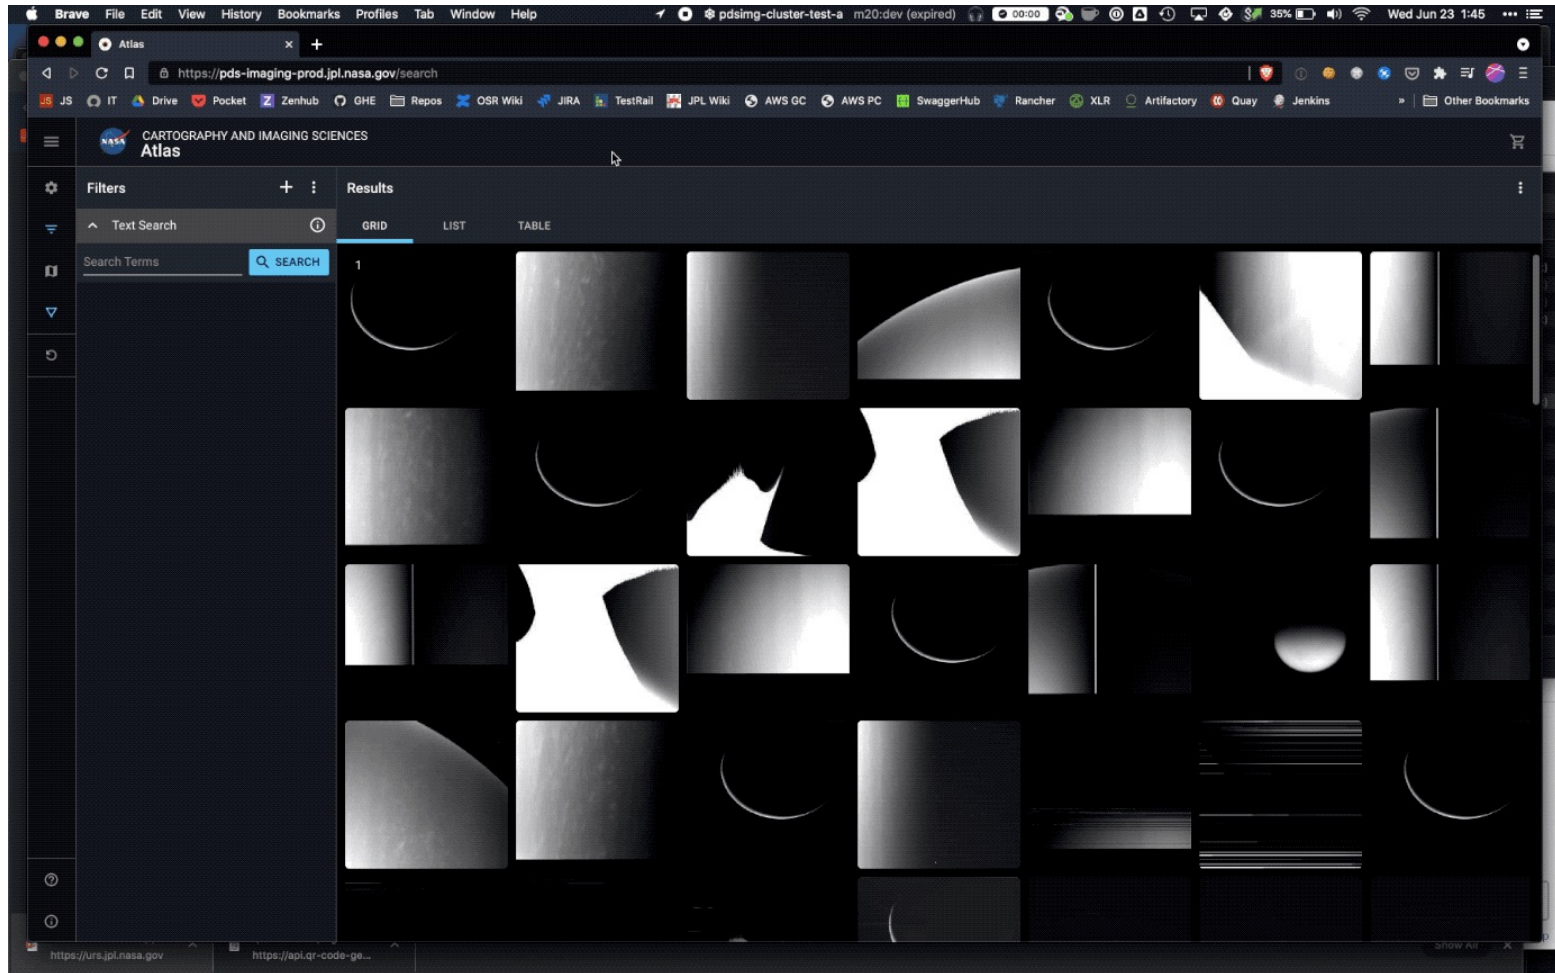 Brave File Edit View History Bookmarks Profiles Tab Window Help pdsimg-cluster-test-a m20:dev (expired) 00:00 35% Wed Jun 23 1:45
Atlas
https://pds-imaging-prod.jpl.nasa.gov/search
JS JS IT Drive Pocket Z Zenhub GHE Repos OSR Wiki JIRA TestRail JPL Wiki AWS GC AWS PC SwaggerHub Rancher XLR Artifactory Quay Jenkins » Other Bookmarks
NASA
CARTOGRAPHY AND IMAGING SCIENCES
Atlas
Filters
Results
Text Search
GRID LIST TABLE
Search Terms
SEARCH
1
https://urs.jpl.nasa.gov https://api.qr-code-ge... Show All